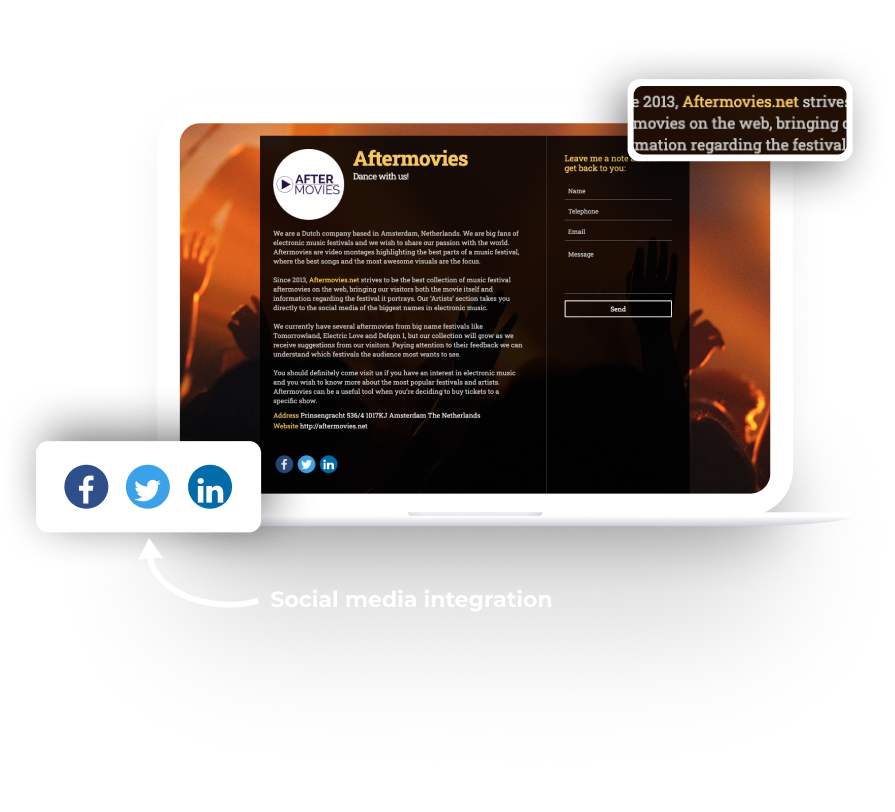 e 2013, Aftermovies.net strives
movies on the web, bringing o
mation regarding the festival
AFTER
MOVIES
Aftermovies
Dance with us!
We are a Dutch company based in Amsterdam, Netherlands. We are big fans of
electronic music festivals and we wish to share our passion with the world.
Aftermovies are video montages highlighting the best parts of a music festival,
where the best songs and the most awesome visuals are the focus.
Since 2013, Aftermovies.net strives to be the best collection of music festival
aftermovies on the web, bringing our visitors both the movie itself and
information regarding the festival it portrays. Our 'Artists' section takes you
directly to the social media of the biggest names in electronic music.
We currently have several aftermovies from big name festivals like
Tomorrowland, Electric Love and Defqon 1, but our collection will grow as we
receive suggestions from our visitors. Paying attention to their feedback we can
understand which festivals the audience most wants to see.
You should definitely come visit us if you have an interest in electronic music
and you wish to know more about the most popular festivals and artists.
Aftermovies can be a useful tool when you're deciding to buy tickets to a
specific show.
Address Prinsengracht 536/4 1017KJ Amsterdam The Netherlands
Website http://aftermovies.net
Leave me a note
get back to you:
Name
Telephone
Email
Message
Send
f in
f in
Social media integration